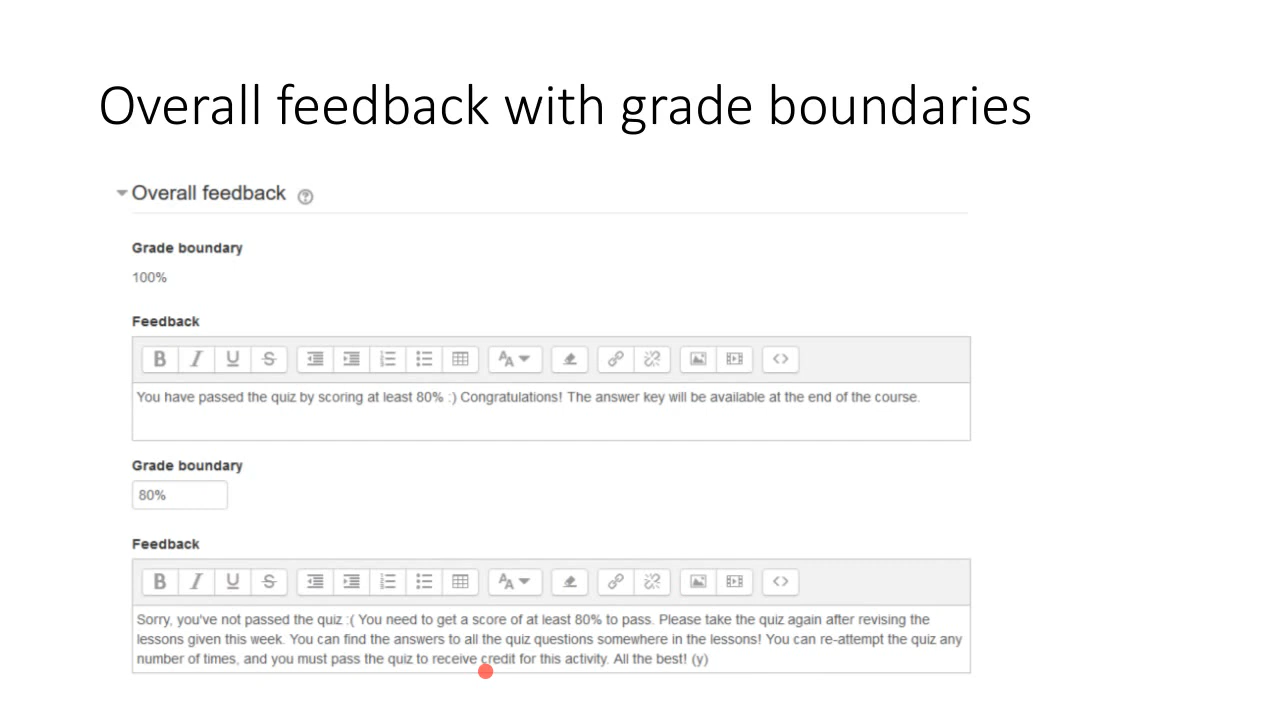 Overall feedback with grade boundaries
Overall feedback
Grade boundary
100%
Feedback
You have passed the quiz by scoring at least 80% :) Congratulations! The answer key will be available at the end of the course.
Grade boundary
80%
Feedback
Sorry, you've not passed the quiz :( You need to get a score of at least 80% to pass. Please take the quiz again after revising the
lessons given this week. You can find the answers to all the quiz questions somewhere in the lessons! You can re-attempt the quiz any
number of times, and you must pass the quiz to receive credit for this activity. All the best! (y)